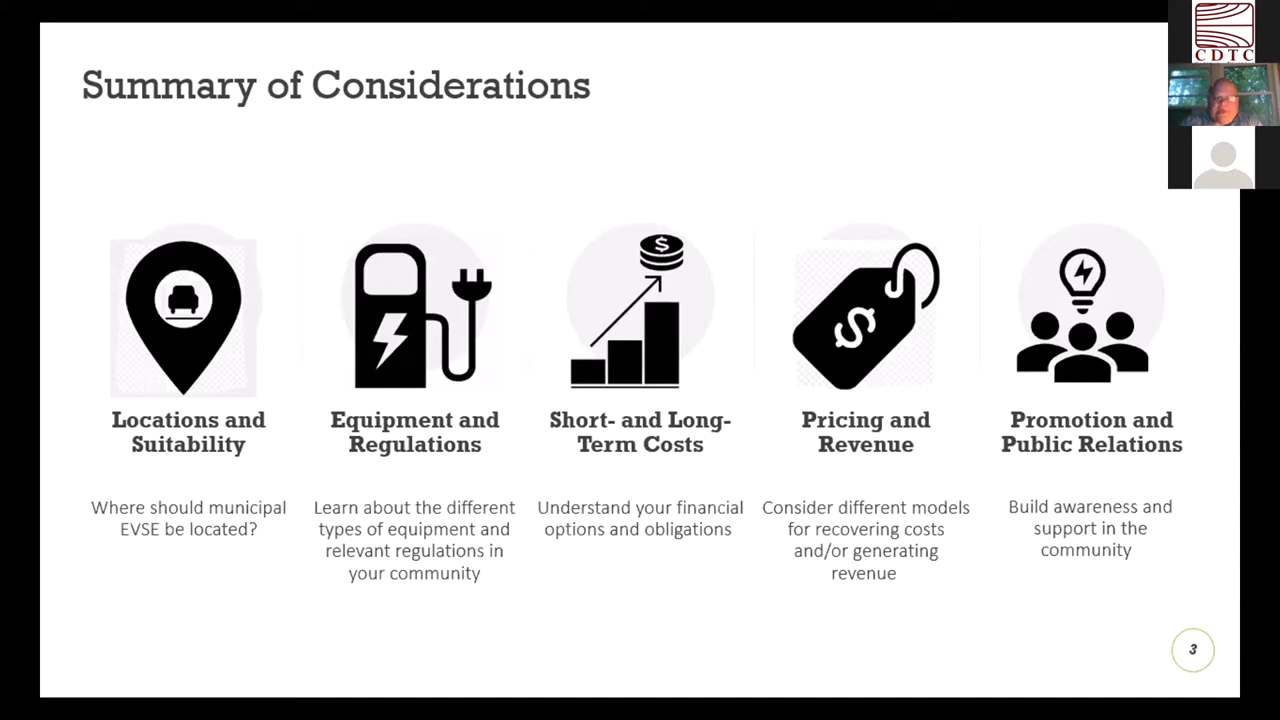 CDTC
Summary of Considerations
$
$
Locations and
Suitability
Equipment and
Regulations
Short- and Long-
Term Costs
Pricing and
Revenue
Promotion and
Public Relations
Where should municipal
EVSE be located?
Learn about the different
types of equipment and
relevant regulations in
your community
Understand your financial
options and obligations
Consider different models
for recovering costs
and/or generating
revenue
Build awareness and
support in the
community
3